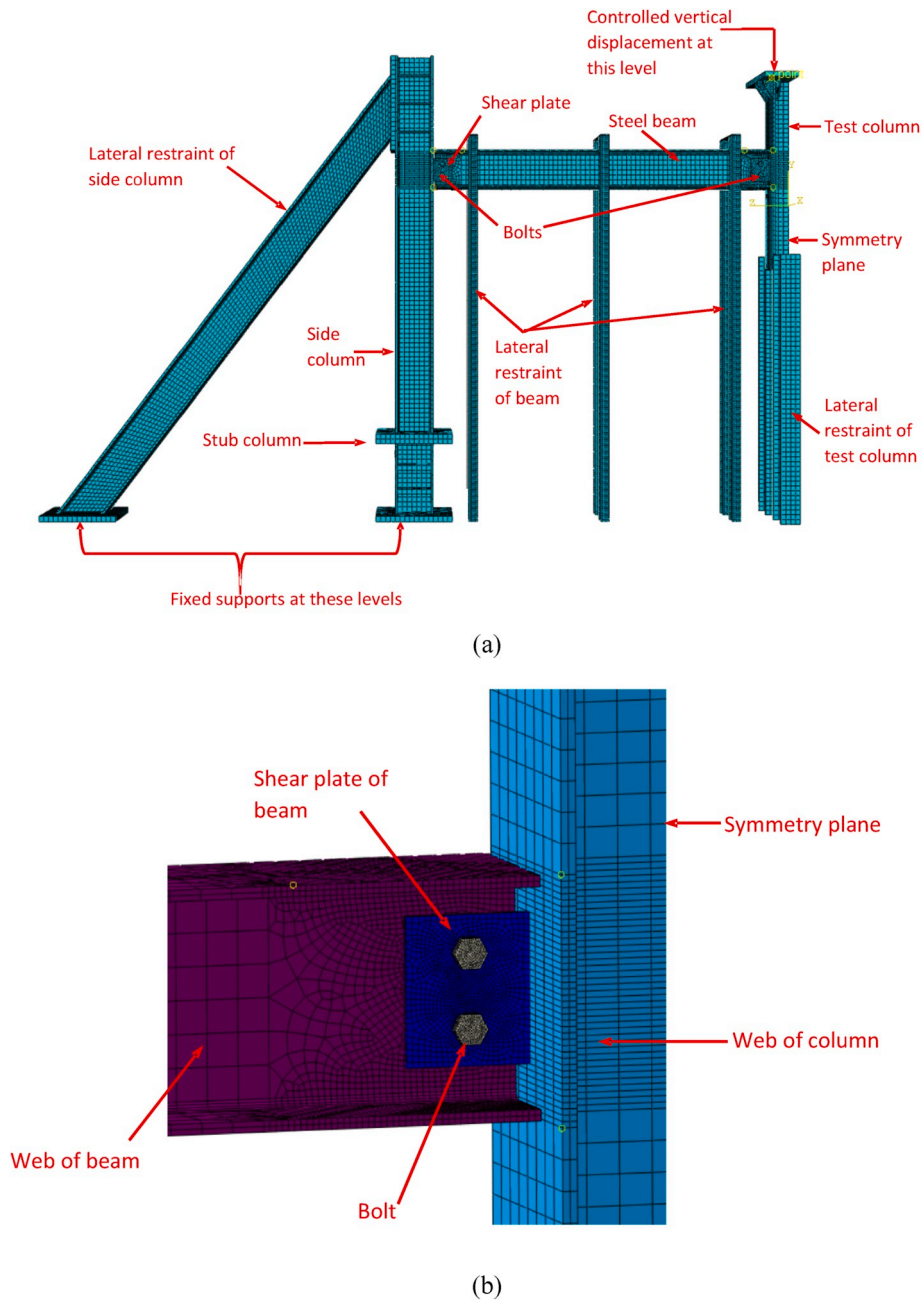 Controlled vertical
displacement at
this level
Shear plate
Steel beam
Test column
Lateral restraint of
side column
Bolts
Symmetry
plane
Side
column
Lateral
restraint
of beam
Stub column
Lateral
restraint of
test column
Fixed supports at these levels
(a)
Shear plate of
beam
Symmetry plane
Web of column
Web of beam
Bolt
(b)